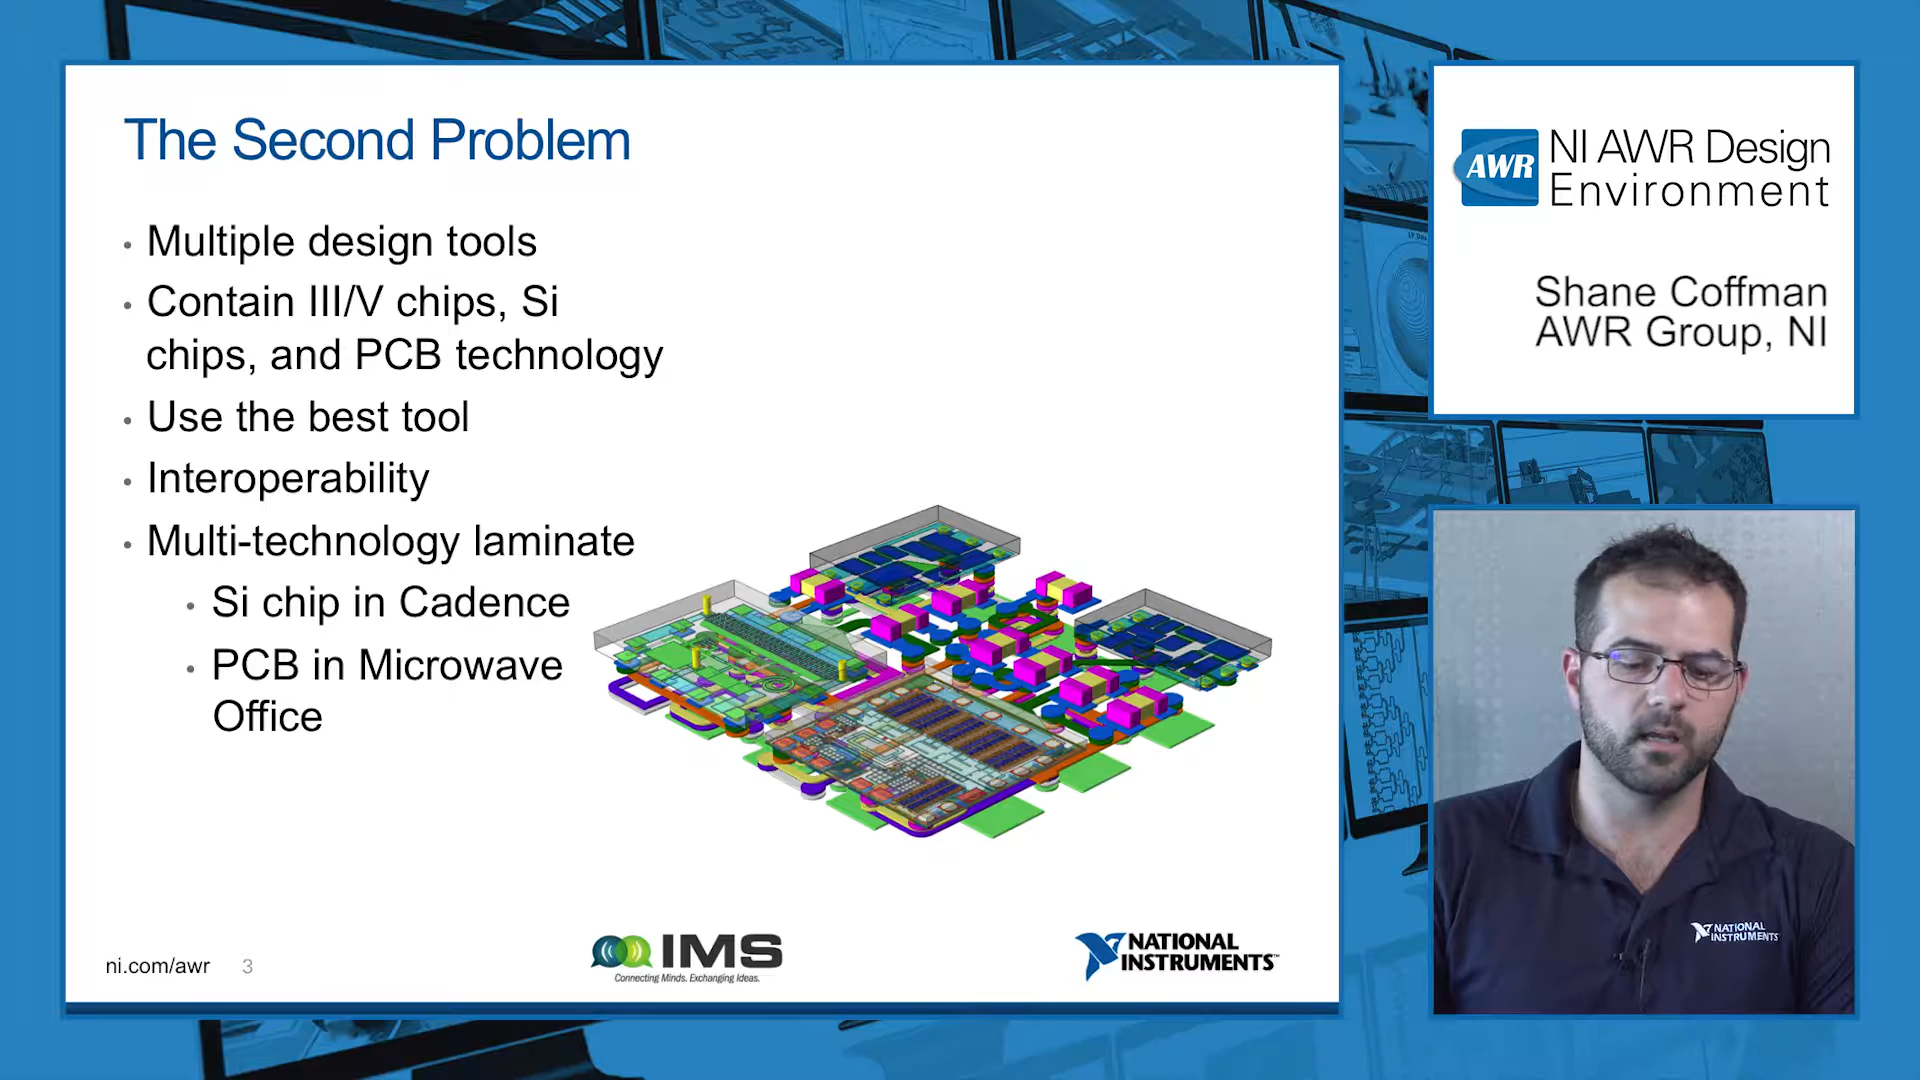 The Second Problem
• Multiple design tools
• Contain III/V chips, Si
chips, and PCB technology
• Use the best tool
• Interoperability
• Multi-technology laminate
• Si chip in Cadence
• PCB in Microwave
Office
ni.com/awr 3
IMS
Connecting Minds. Exchanging Ideas.
NATIONAL
INSTRUMENTS™
AWR
NI AWR Design
Environment
Shane Coffman
AWR Group, NI
NATIONAL
INSTRUMENTS